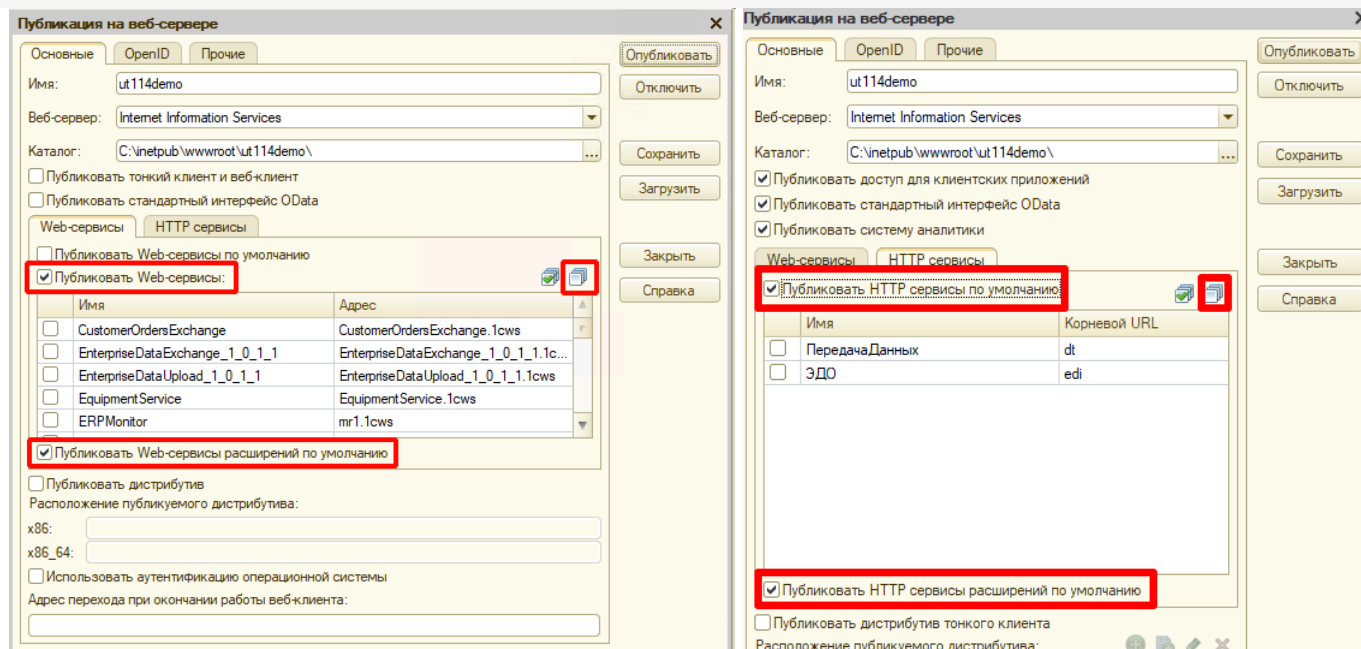 Публикация на веб-сервере
Основные OpenID Прочие
Опубликовать
Имя: ut114demo
Отключить
Веб-сервер: Internet Information Services
Каталог: C:\inetpub\wwwroot\ut114demo\ ...
Сохранить
Публиковать тонкий клиент и веб-клиент
Загрузить
Публиковать стандартный интерфейс OData
Web-сервисы HTTP сервисы
Публиковать Web-сервисы по умолчанию
Закрыть
Публиковать Web-сервисы:
Справка
Имя Адрес
CustomerOrdersExchange CustomerOrdersExchange.1cws
EnterpriseDataExchange_1_0_1_1 EnterpriseDataExchange_1_0_1_1.1c...
EnterpriseDataUpload_1_0_1_1 EnterpriseDataUpload_1_0_1_1.1cws
EquipmentService EquipmentService.1cws
ERPMonitor mr1.1cws
Публиковать Web-сервисы расширений по умолчанию
Публиковать дистрибутив
Расположение публикуемого дистрибутива:
x86:
x86_64:
Использовать аутентификацию операционной системы
Адрес перехода при окончании работы веб-клиента:
Публикация на веб-сервере
Основные OpenID Прочие
Опубликовать
Имя: ut114demo
Отключить
Веб-сервер: Internet Information Services
Каталог: C:\inetpub\wwwroot\ut114demo\ ...
Сохранить
Публиковать доступ для клиентских приложений
Загрузить
Публиковать стандартный интерфейс OData
Публиковать систему аналитики
Web-сервисы HTTP сервисы
Закрыть
Публиковать HTTP сервисы по умолчанию
Справка
Имя Корневой URL
ПередачаДанных dt
ЭДО edi
Публиковать HTTP сервисы расширений по умолчанию
Публиковать дистрибутив тонкого клиента
Расположение публикуемого дистрибутива: